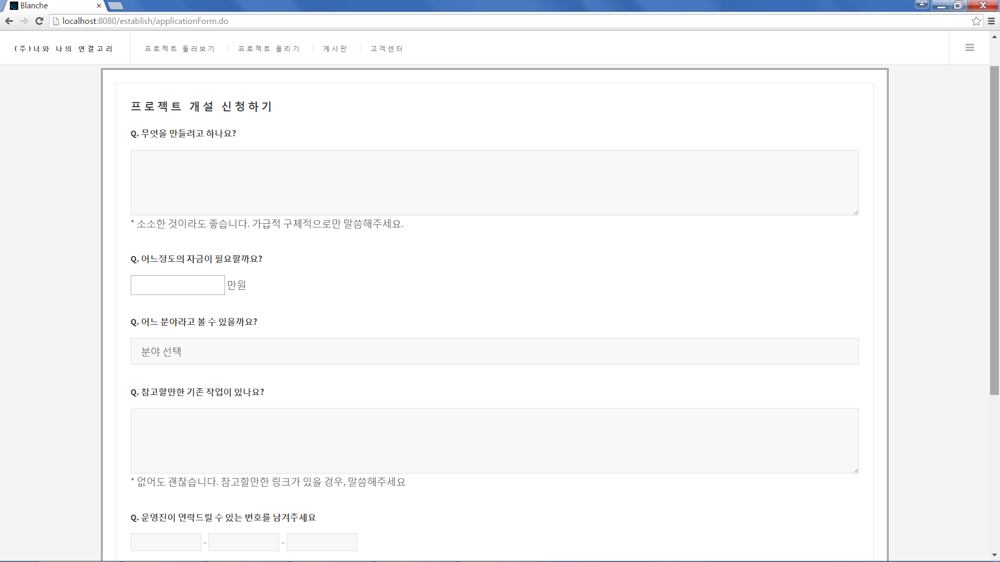 Blanche
localhost:8080/establish/applicationForm.do
(주)너와 나의 연결고리
프로젝트 둘러보기
프로젝트 올리기
게시판
고객센터
프로젝트 개설 신청하기
Q. 무엇을 만들려고 하나요?
* 소소한 것이라도 좋습니다. 가급적 구체적으로만 말씀해주세요.
Q. 어느정도의 자금이 필요할까요?
만원
Q. 어느 분야라고 볼 수 있을까요?
분야 선택
Q. 참고할만한 기존 작업이 있나요?
* 없어도 괜찮습니다. 참고할만한 링크가 있을 경우, 말씀해주세요
Q. 운영진이 연락드릴 수 있는 번호를 남겨주세요
- -